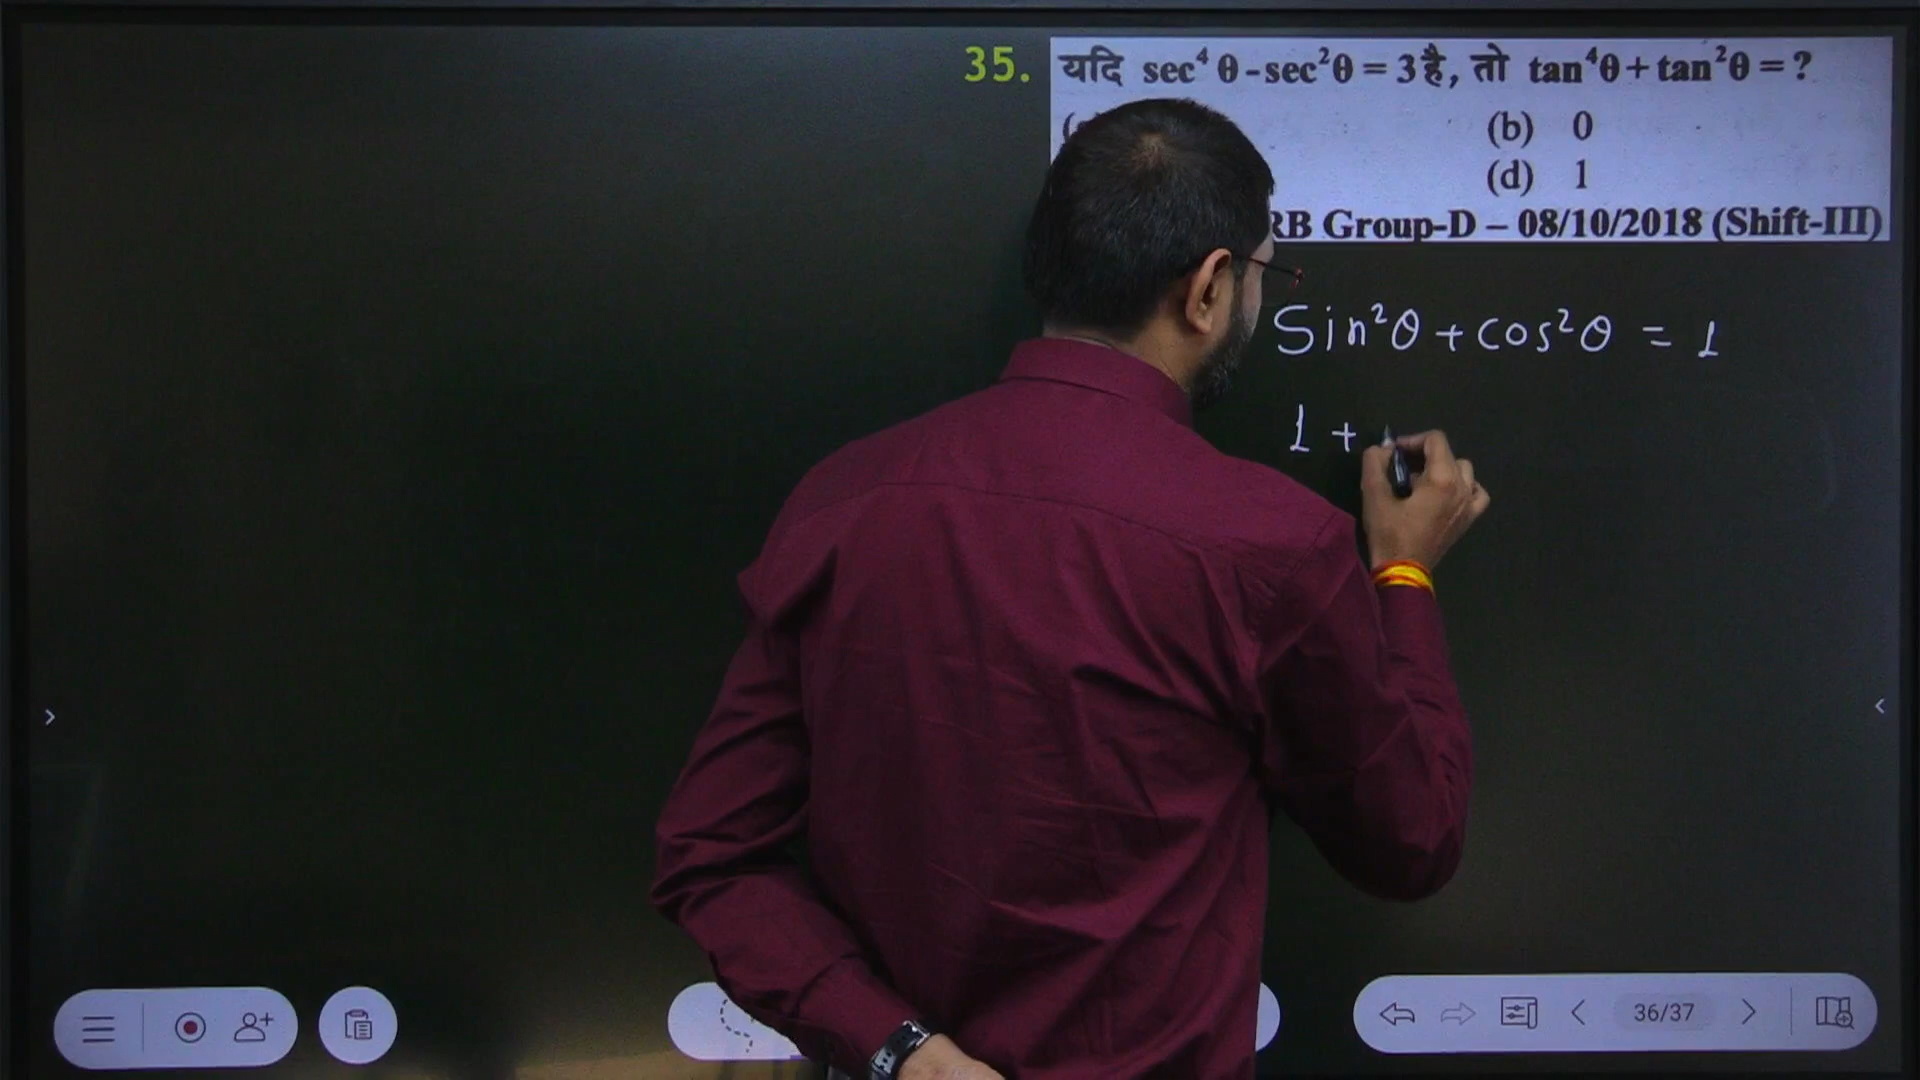 35. यदि sec⁴ θ - sec²θ = 3 है, तो tan⁴θ + tan²θ = ?
(b) 0
(d) 1
RB Group-D – 08/10/2018 (Shift-III)
Sin²θ + cos²θ = 1
1 +
36/37